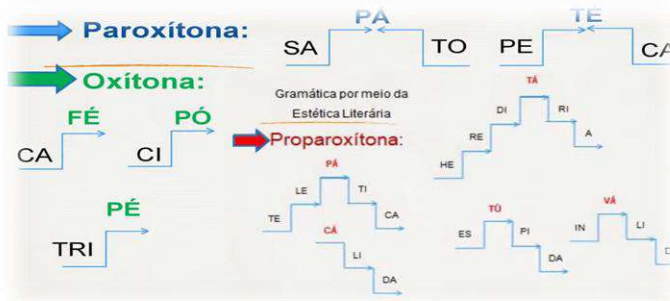 Paroxítona:
PÁ
SA TO
TÉ
PE CA
Oxítona:
FÉ
CA
PÓ
CI
PÉ
TRI
Gramática por meio da
Estética Literária
Proparoxítona:
TÁ
DI RI
RE A
HE
PÁ
LE TI
TE CA
CÁ
LI
DA
TÚ
ES PI
DA
VÁ
IN LI